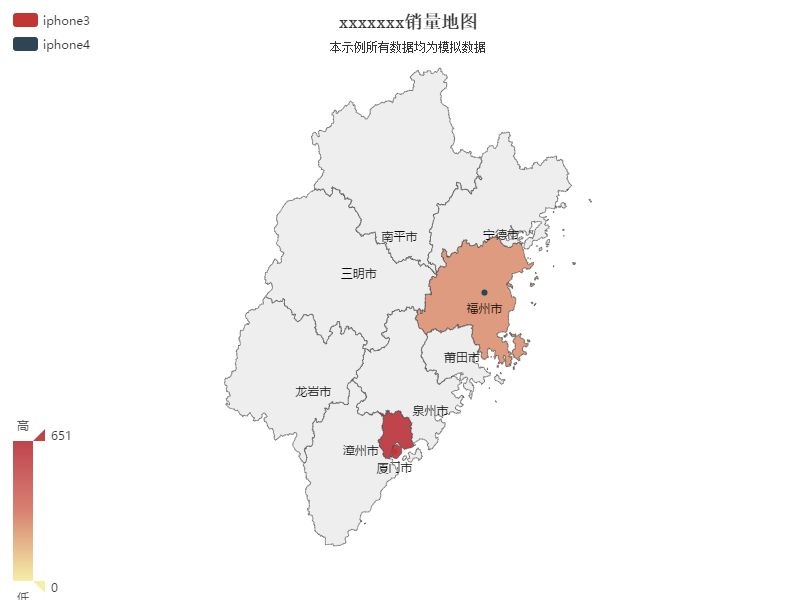 iphone3
iphone4
xxxxxxx销量地图
本示例所有数据均为模拟数据
南平市
宁德市
三明市
福州市
莆田市
龙岩市
泉州市
漳州市
厦门市
高
651
0
低